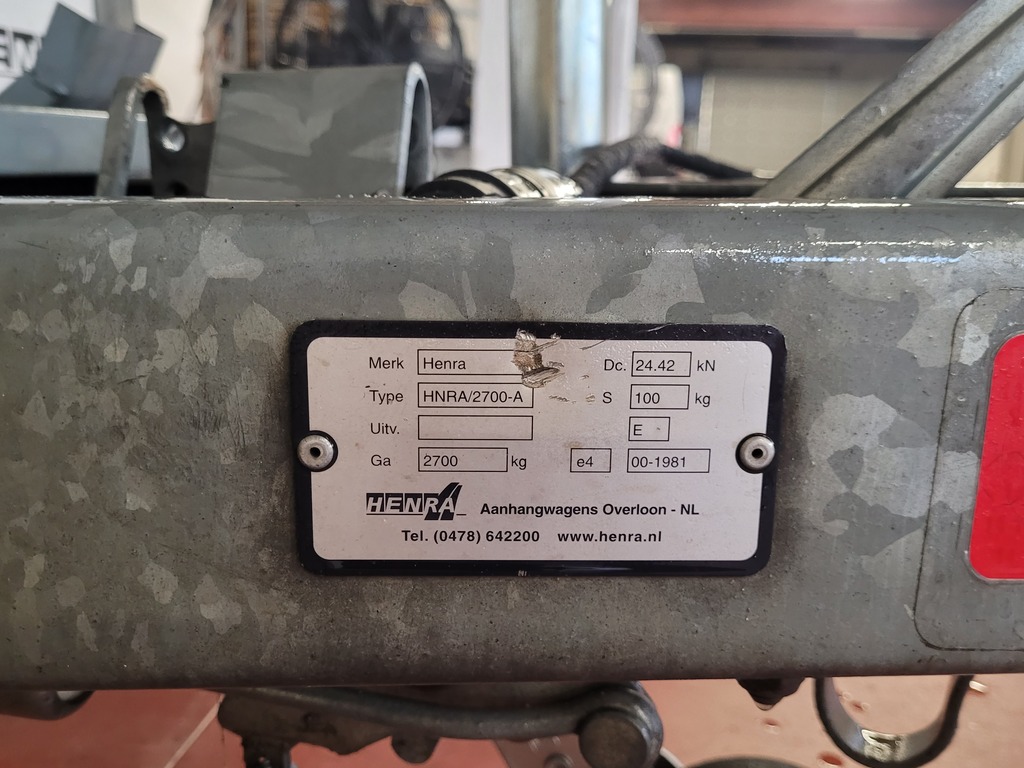 Merk Henra Dc. 24.42 kN
Type HNRA/2700-A S 100 kg
Uitv. E
Ga 2700 kg e4 00-1981
HENRA Aanhangwagens Overloon - NL
Tel. (0478) 642200 www.henra.nl